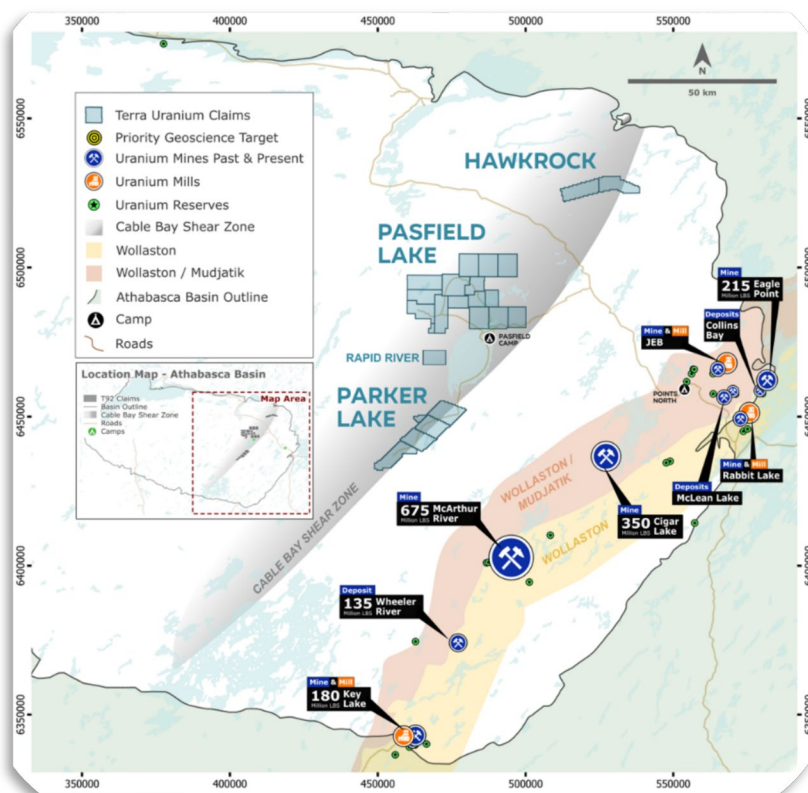 350000
400000
450000
500000
550000
6550000
6500000
6450000
6400000
6350000
6550000
6500000
6450000
6400000
6350000
N
50 km
Terra Uranium Claims
Priority Geoscience Target
Uranium Mines Past & Present
Uranium Mills
Uranium Reserves
Cable Bay Shear Zone
Wollaston
Wollaston / Mudjatik
Athabasca Basin Outline
Camp
Roads
Location Map - Athabasca Basin
T92 Claims
Basin Outline
Cable Bay Shear Zone
Roads
Camps
Map Area
HAWKROCK
PASFIELD
LAKE
PASFIELD
CAMP
RAPID RIVER
PARKER
LAKE
CABLE BAY SHEAR ZONE
WOLLASTON /
MUDJATIK
WOLLASTON
Mine
215 Eagle
Million LBS Point
Deposits
Collins
Bay
Mine & Mill
JEB
POINTS
NORTH
Mine & Mill
Rabbit Lake
Deposits
McLean Lake
Mine
350 Cigar
Million LBS Lake
Mine
675 McArthur
Million LBS River
Deposit
135 Wheeler
Million LBS River
Mine & Mill
180 Key
Million LBS Lake
350000
400000
450000
500000
550000